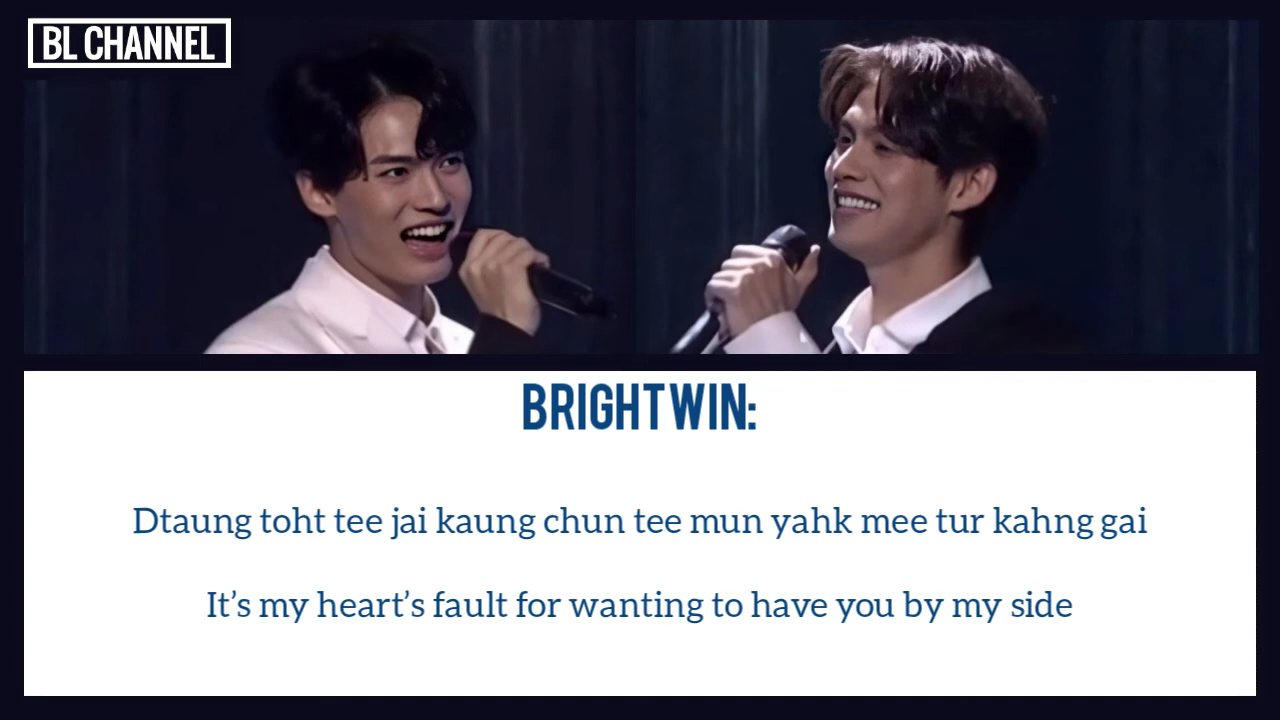 BL CHANNEL
BRIGHTWIN:
Dtaung toht tee jai kaung chun tee mun yahk mee tur kahng gai
It’s my heart’s fault for wanting to have you by my side